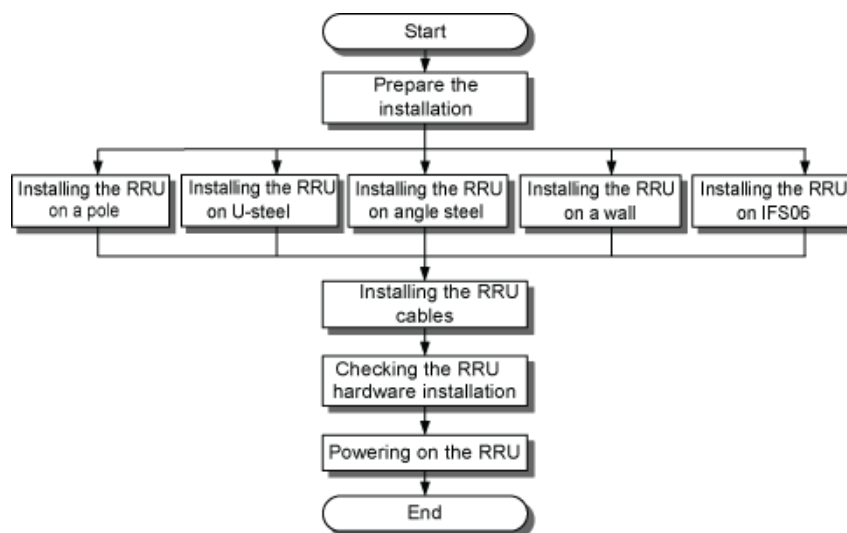 Start
Prepare the
installation
Installing the RRU
on a pole
Installing the RRU
on U-steel
Installing the RRU
on angle steel
Installing the RRU
on a wall
Installing the RRU
on IFS06
Installing the RRU
cables
Checking the RRU
hardware installation
Powering on the RRU
End